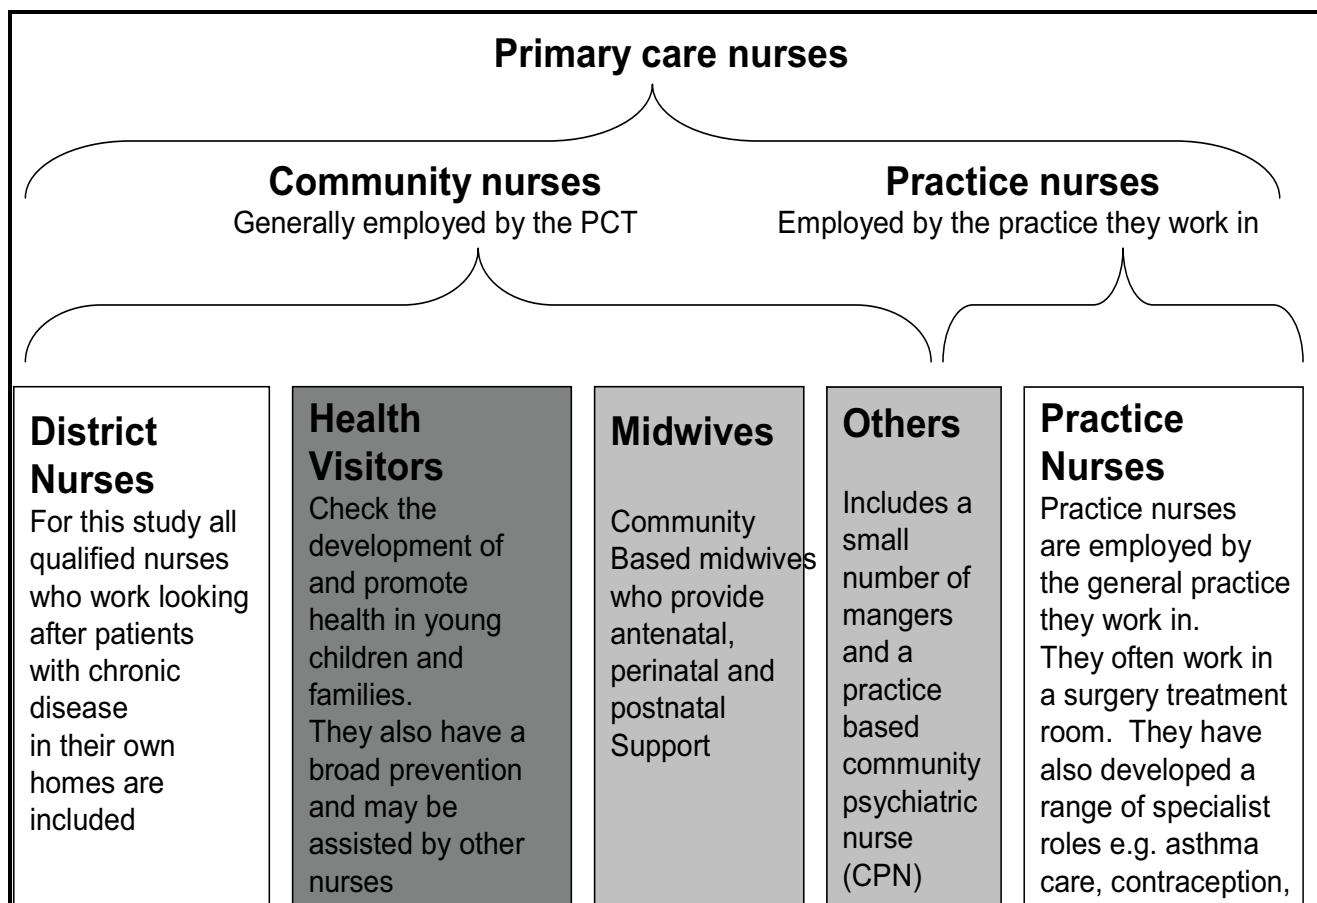 Primary care nurses
Community nurses
Generally employed by the PCT
Practice nurses
Employed by the practice they work in
District
Nurses
For this study all
qualified nurses
who work looking
after patients
with chronic
disease
in their own
homes are
included
Health
Visitors
Check the
development of
and promote
health in young
children and
families.
They also have a
broad prevention
and may be
assisted by other
nurses
Midwives
Community
Based midwives
who provide
antenatal,
perinatal and
postnatal
Support
Others
Includes a
small
number of
mangers
and a
practice
based
community
psychiatric
nurse
(CPN)
Practice
Nurses
Practice nurses
are employed by
the general practice
they work in.
They often work in
a surgery treatment
room. They have
also developed a
range of specialist
roles e.g. asthma
care, contraception,